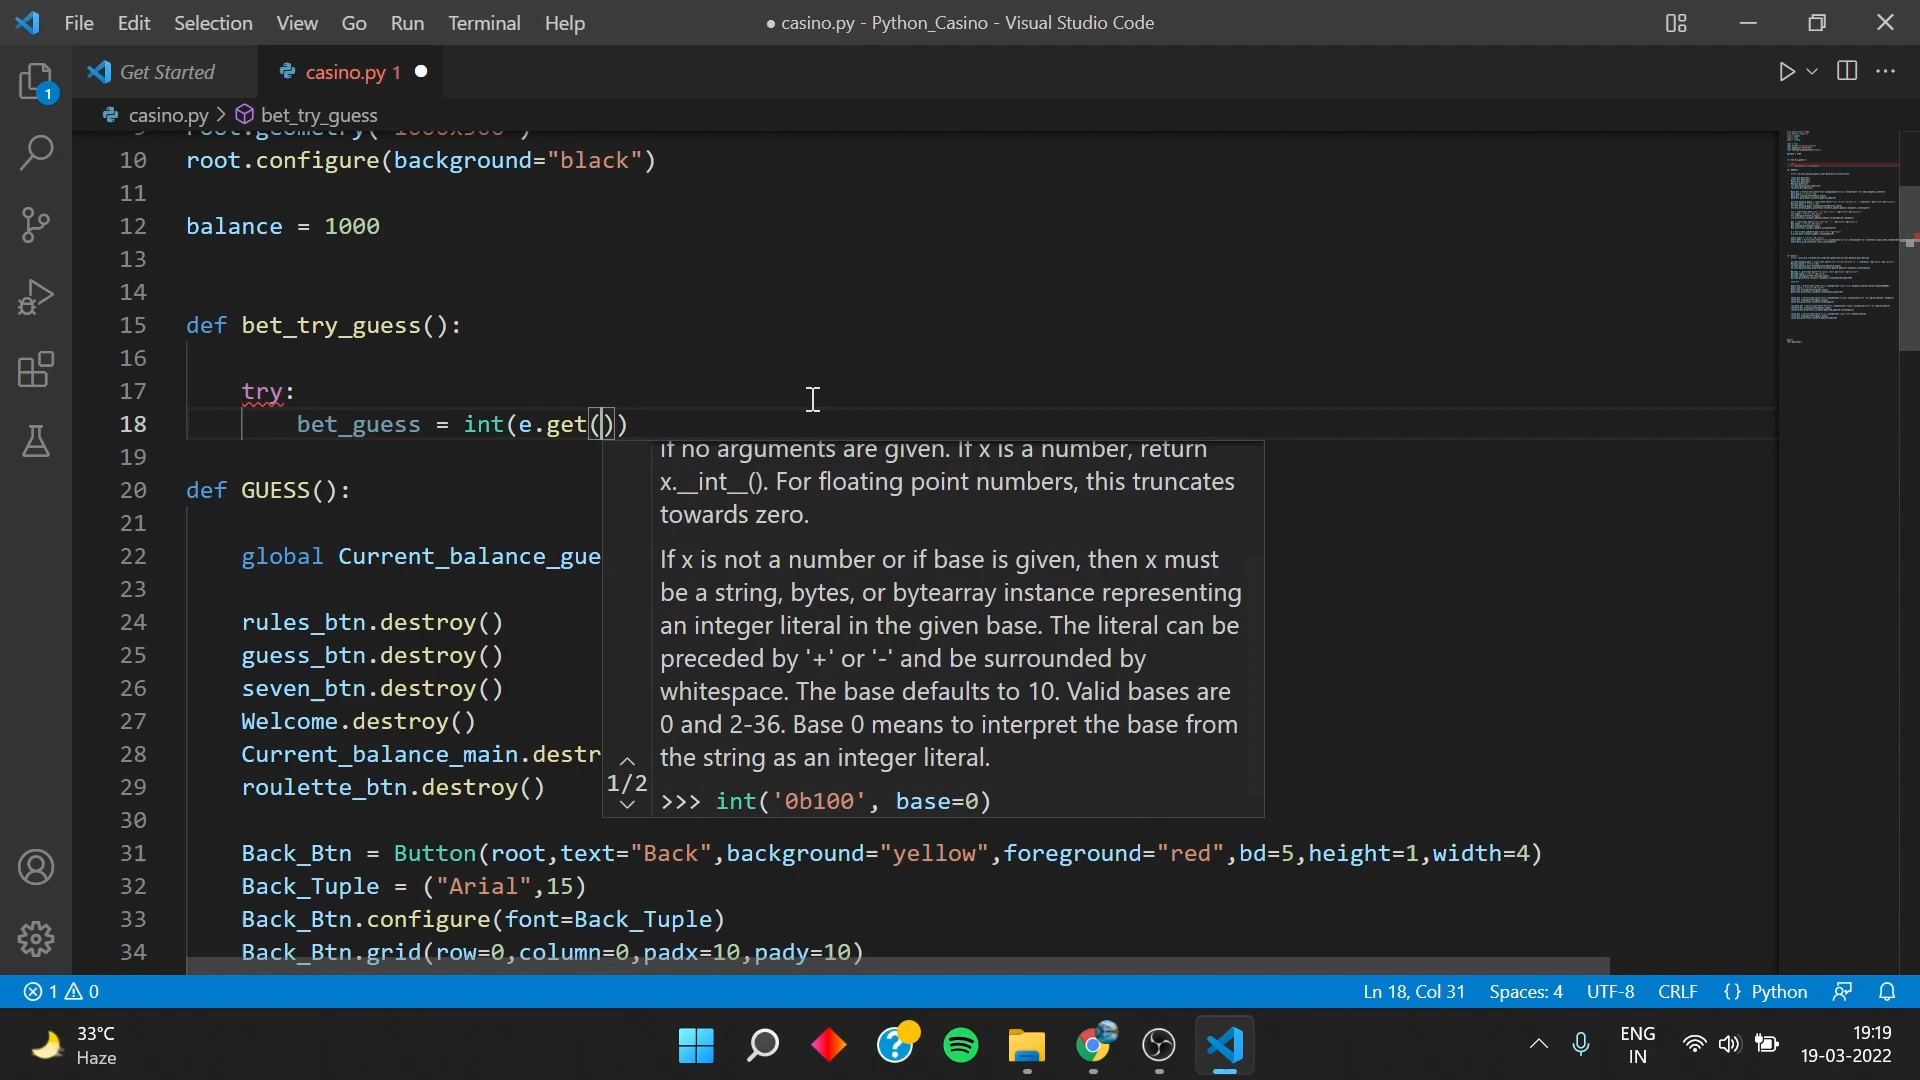 File Edit Selection View Go Run Terminal Help
● casino.py - Python_Casino - Visual Studio Code
Get Started
casino.py 1
casino.py > bet_try_guess
9 root.geometry("1000x500")
10 root.configure(background="black")
11
12 balance = 1000
13
14
15 def bet_try_guess():
16
17 try:
18 bet_guess = int(e.get())
19
20 def GUESS():
21
22 global Current_balance_gue
23
24 rules_btn.destroy()
25 guess_btn.destroy()
26 seven_btn.destroy()
27 Welcome.destroy()
28 Current_balance_main.destr
29 roulette_btn.destroy()
30
31 Back_Btn = Button(root,text="Back",background="yellow",foreground="red",bd=5,height=1,width=4)
32 Back_Tuple = ("Arial",15)
33 Back_Btn.configure(font=Back_Tuple)
34 Back_Btn.grid(row=0,column=0,padx=10,pady=10)
if no arguments are given. If x is a number, return
x.__int__(). For floating point numbers, this truncates
towards zero.
If x is not a number or if base is given, then x must
be a string, bytes, or bytearray instance representing
an integer literal in the given base. The literal can be
preceded by '+' or '-' and be surrounded by
whitespace. The base defaults to 10. Valid bases are
0 and 2-36. Base 0 means to interpret the base from
the string as an integer literal.
>>> int('0b100', base=0)
1/2
1
1 0
Ln 18, Col 31 Spaces: 4 UTF-8 CRLF {} Python
33°C
Haze
ENG
IN
19:19
19-03-2022